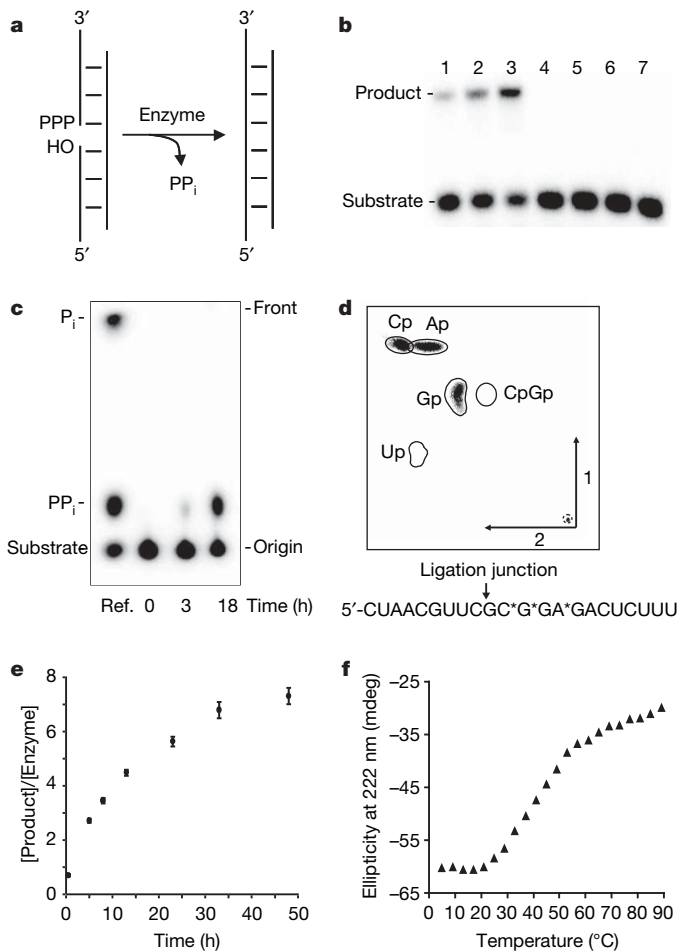 a
3′ 3′
PPP
HO
Enzyme
PPi
5′ 5′
b
1 2 3 4 5 6 7
Product
Substrate
c
Pi
Front
PPi
Substrate
Origin
Ref. 0 3 18 Time (h)
d
Cp Ap
Gp CpGp
Up
1
2
Ligation junction
5′-CUAACGUUCGC*G*GA*GACUCUUU
e
[Product]/[Enzyme]
8
6
4
2
0
0 10 20 30 40 50
Time (h)
f
Ellipticity at 222 nm (mdeg)
–25
–35
–45
–55
–65
0 10 20 30 40 50 60 70 80 90
Temperature (°C)